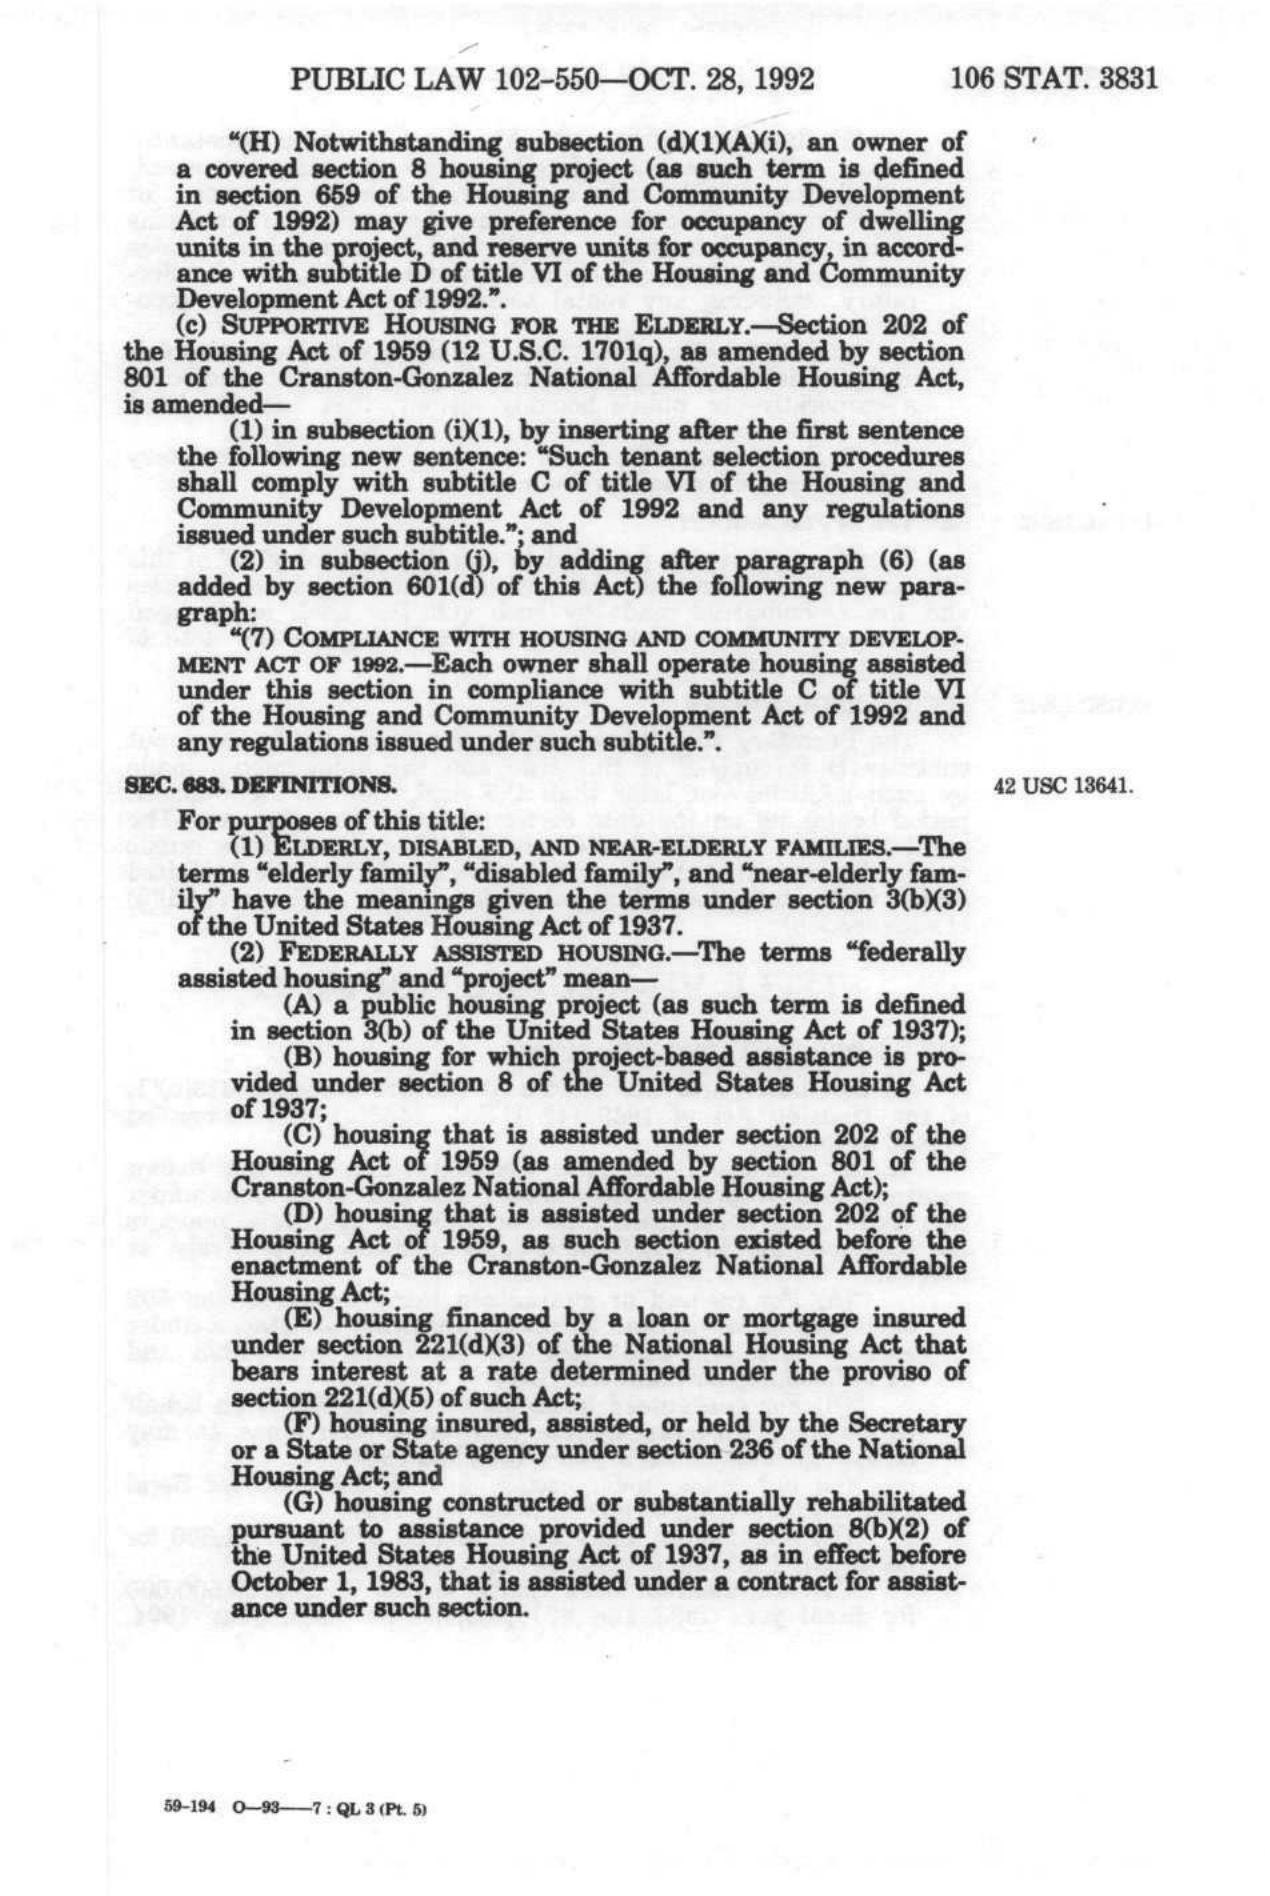 PUBLIC LAW 102–550—OCT. 28, 1992 106 STAT. 3831
“(H) Notwithstanding subsection (d)(1)(A)(i), an owner of
a covered section 8 housing project (as such term is defined
in section 659 of the Housing and Community Development
Act of 1992) may give preference for occupancy of dwelling
units in the project, and reserve units for occupancy, in accord-
ance with subtitle D of title VI of the Housing and Community
Development Act of 1992.”.
(c) SUPPORTIVE HOUSING FOR THE ELDERLY.—Section 202 of
the Housing Act of 1959 (12 U.S.C. 1701q), as amended by section
801 of the Cranston-Gonzalez National Affordable Housing Act,
is amended—
(1) in subsection (i)(1), by inserting after the first sentence
the following new sentence: “Such tenant selection procedures
shall comply with subtitle C of title VI of the Housing and
Community Development Act of 1992 and any regulations
issued under such subtitle.”; and
(2) in subsection (j), by adding after paragraph (6) (as
added by section 601(d) of this Act) the following new para-
graph:
“(7) COMPLIANCE WITH HOUSING AND COMMUNITY DEVELOP-
MENT ACT OF 1992.—Each owner shall operate housing assisted
under this section in compliance with subtitle C of title VI
of the Housing and Community Development Act of 1992 and
any regulations issued under such subtitle.”.
SEC. 683. DEFINITIONS. 42 USC 13641.
For purposes of this title:
(1) ELDERLY, DISABLED, AND NEAR-ELDERLY FAMILIES.—The
terms “elderly family”, “disabled family”, and “near-elderly fam-
ily” have the meanings given the terms under section 3(b)(3)
of the United States Housing Act of 1937.
(2) FEDERALLY ASSISTED HOUSING.—The terms “federally
assisted housing” and “project” mean—
(A) a public housing project (as such term is defined
in section 3(b) of the United States Housing Act of 1937);
(B) housing for which project-based assistance is pro-
vided under section 8 of the United States Housing Act
of 1937;
(C) housing that is assisted under section 202 of the
Housing Act of 1959 (as amended by section 801 of the
Cranston-Gonzalez National Affordable Housing Act);
(D) housing that is assisted under section 202 of the
Housing Act of 1959, as such section existed before the
enactment of the Cranston-Gonzalez National Affordable
Housing Act;
(E) housing financed by a loan or mortgage insured
under section 221(d)(3) of the National Housing Act that
bears interest at a rate determined under the proviso of
section 221(d)(5) of such Act;
(F) housing insured, assisted, or held by the Secretary
or a State or State agency under section 236 of the National
Housing Act; and
(G) housing constructed or substantially rehabilitated
pursuant to assistance provided under section 8(b)(2) of
the United States Housing Act of 1937, as in effect before
October 1, 1983, that is assisted under a contract for assist-
ance under such section.
59–194 O—93——7 : QL 3 (Pt. 5)